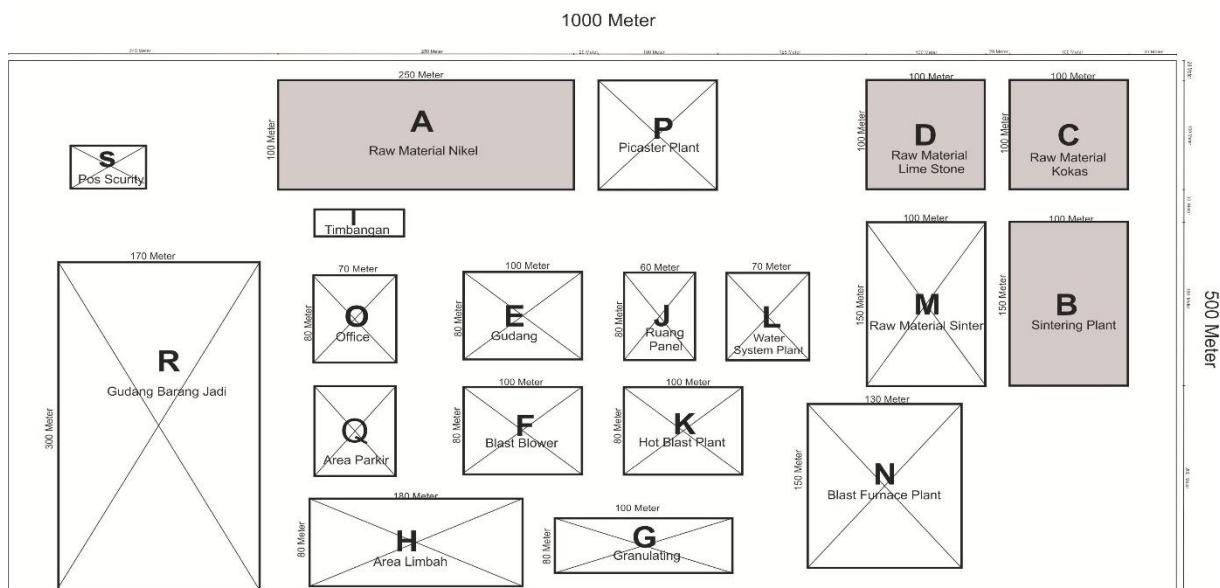 1000 Meter
250 Meter
100 Meter
A
Raw Material Nikel
P
Picaster Plant
100 Meter
100 Meter
D
Raw Material
Lime Stone
100 Meter
100 Meter
C
Raw Material
Kokas
S
Pos Scurity
I
Timbangan
170 Meter
300 Meter
R
Gudang Barang Jadi
70 Meter
80 Meter
O
Office
100 Meter
80 Meter
E
Gudang
60 Meter
80 Meter
J
Ruang
Panel
70 Meter
L
Water
System Plant
100 Meter
150 Meter
M
Raw Material Sinter
100 Meter
150 Meter
B
Sintering Plant
500 Meter
Q
Area Parkir
100 Meter
80 Meter
F
Blast Blower
100 Meter
80 Meter
K
Hot Blast Plant
130 Meter
150 Meter
N
Blast Furnace Plant
180 Meter
80 Meter
H
Area Limbah
100 Meter
80 Meter
G
Granulating